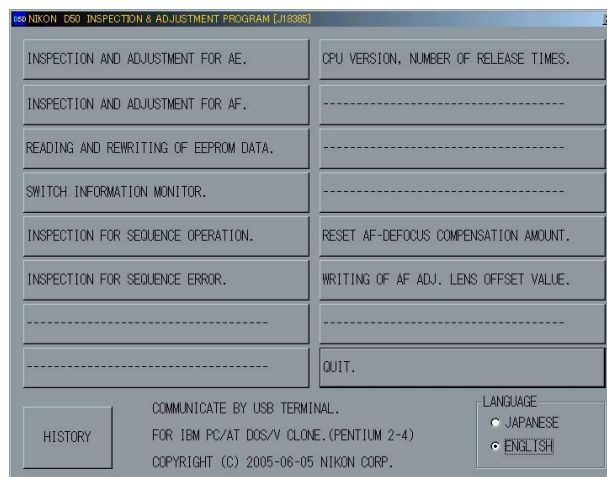 D50 NIKON D50 INSPECTION & ADJUSTMENT PROGRAM [J18385]
INSPECTION AND ADJUSTMENT FOR AE.
INSPECTION AND ADJUSTMENT FOR AF.
READING AND REWRITING OF EEPROM DATA.
SWITCH INFORMATION MONITOR.
INSPECTION FOR SEQUENCE OPERATION.
INSPECTION FOR SEQUENCE ERROR.
----------------------------------
----------------------------------
CPU VERSION, NUMBER OF RELEASE TIMES.
----------------------------------
----------------------------------
----------------------------------
RESET AF-DEFOCUS COMPENSATION AMOUNT.
WRITING OF AF ADJ. LENS OFFSET VALUE.
----------------------------------
QUIT.
HISTORY
COMMUNICATE BY USB TERMINAL.
FOR IBM PC/AT DOS/V CLONE.(PENTIUM 2-4)
COPYRIGHT (C) 2005-06-05 NIKON CORP.
LANGUAGE
JAPANESE
ENGLISH